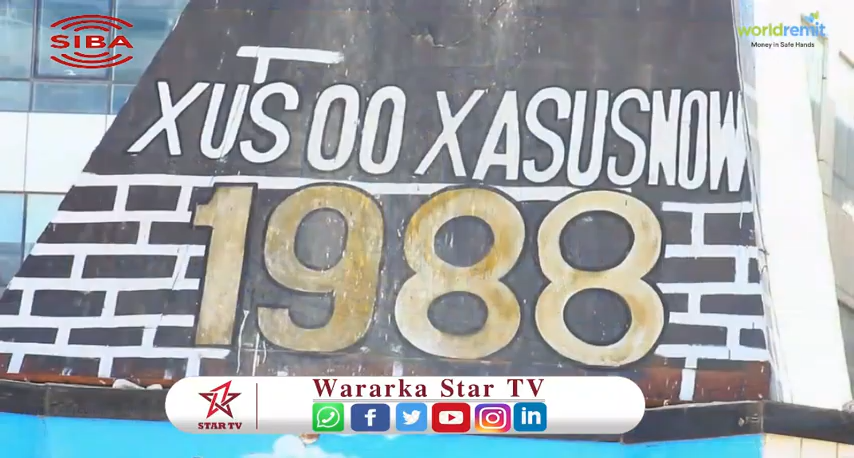 SIBA
worldremit
Money in Safe Hands
XUS OO XASUSNOW
1988
STAR TV
Wararka Star TV